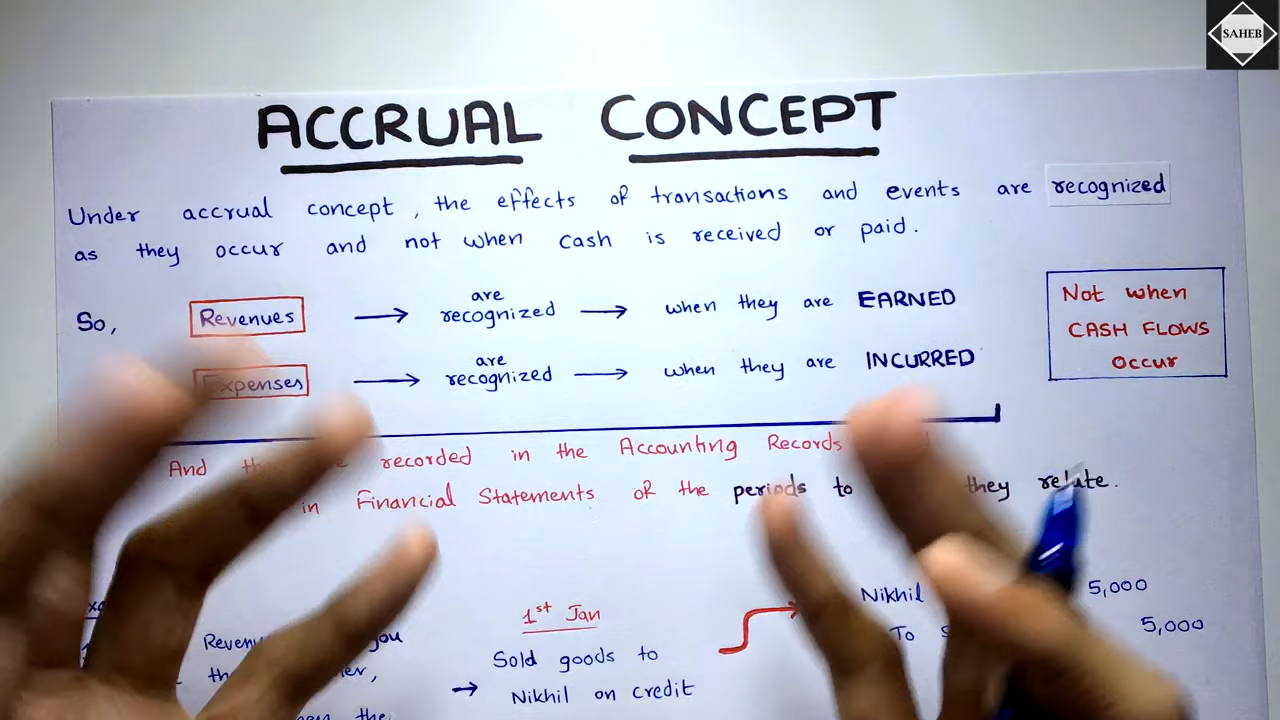 SAHEB
ACCRUAL CONCEPT
Under accrual concept, the effects of transactions and events are recognized
as they occur and not when cash is received or paid.
So, Revenues → are recognized → when they are EARNED
Expenses → are recognized → when they are INCURRED
Not when
CASH FLOWS
Occur
And recorded in the Accounting Records
in Financial Statements of the periods to they relate.
1st Jan
Sold goods to
→ Nikhil on credit
Nikhil 5,000
To 5,000
you